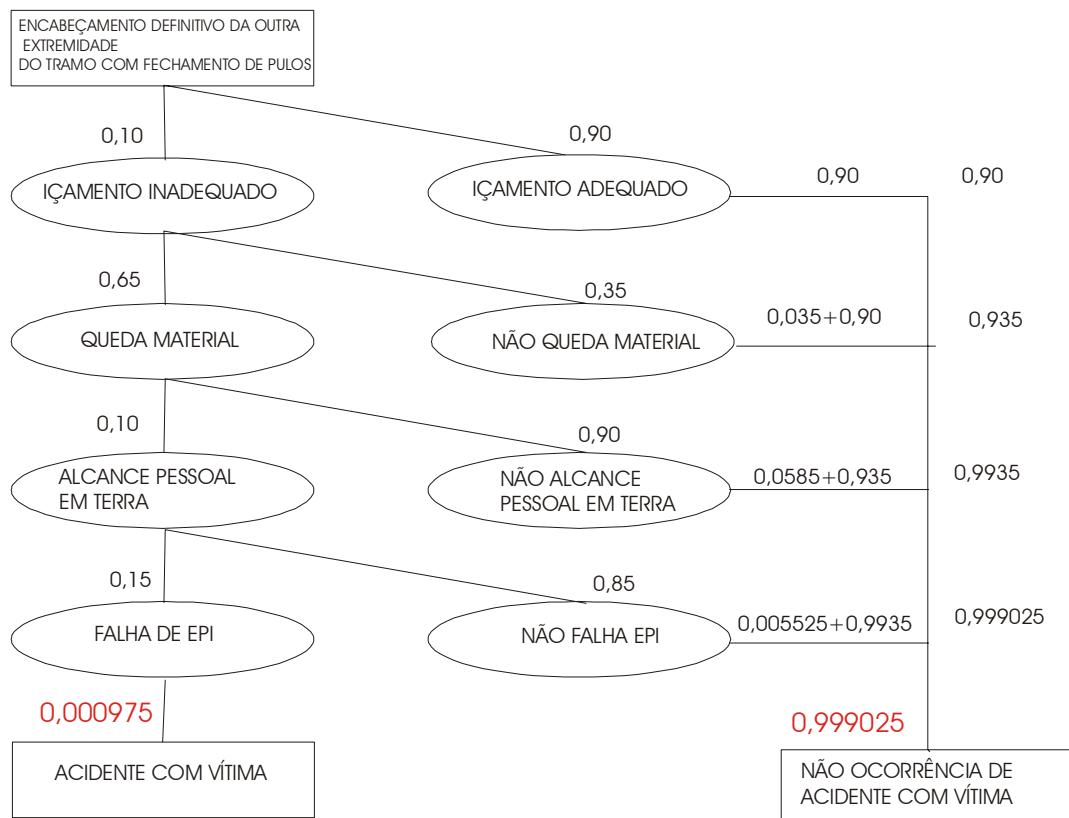 ENCABEÇAMENTO DEFINITIVO DA OUTRA
EXTREMIDADE
DO TRAMO COM FECHAMENTO DE PULOS
0,10
0,90
IÇAMENTO INADEQUADO
IÇAMENTO ADEQUADO
0,90
0,90
0,65
0,35
QUEDA MATERIAL
NÃO QUEDA MATERIAL
0,035+0,90
0,935
0,10
0,90
ALCANCE PESSOAL
EM TERRA
NÃO ALCANCE
PESSOAL EM TERRA
0,0585+0,935
0,9935
0,15
0,85
FALHA DE EPI
NÃO FALHA EPI
0,005525+0,9935
0,999025
0,000975
0,999025
ACIDENTE COM VÍTIMA
NÃO OCORRÊNCIA DE
ACIDENTE COM VÍTIMA